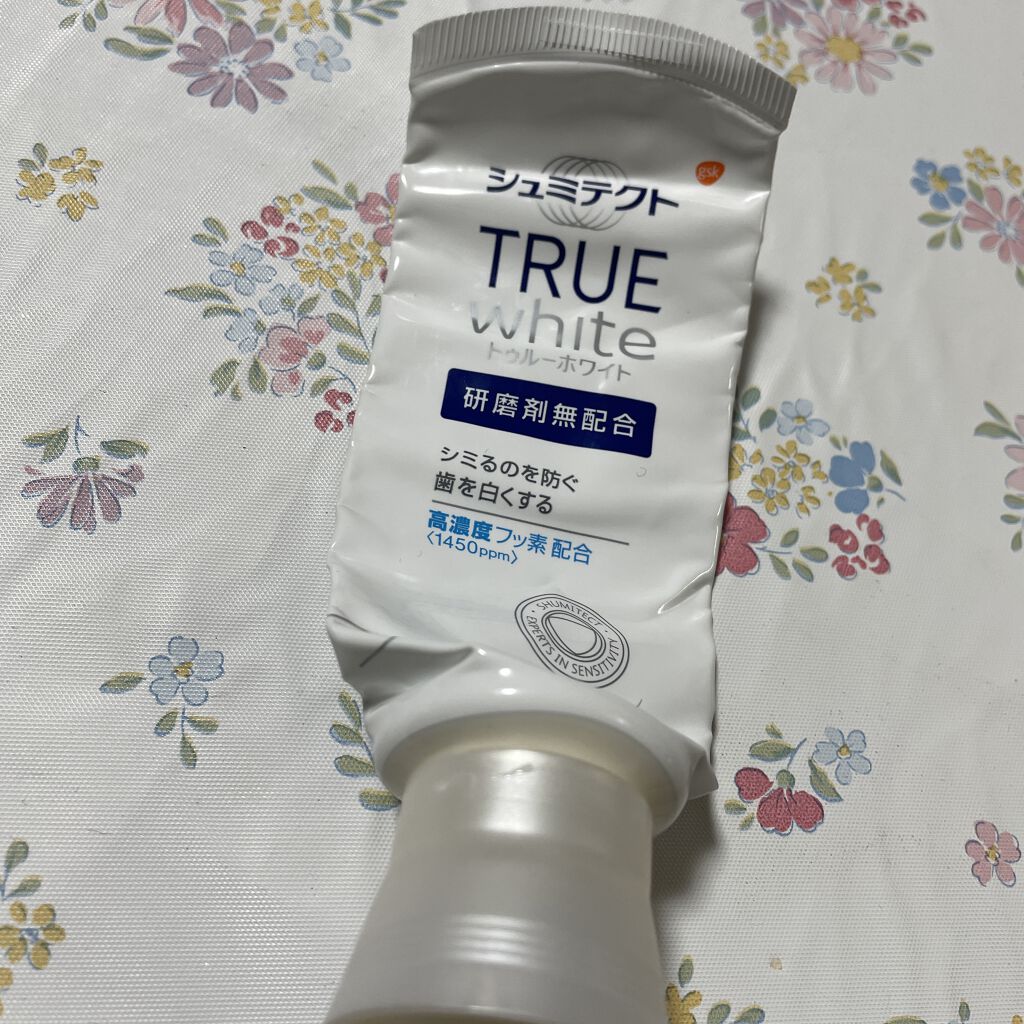 シュミテクト
gsk
TRUE
white
トゥルーホワイト
研磨剤無配合
シミるのを防ぐ
歯を白くする
高濃度フッ素配合
〈1450ppm〉
SHUMITECT
EXPERTS IN SENSITIVITY